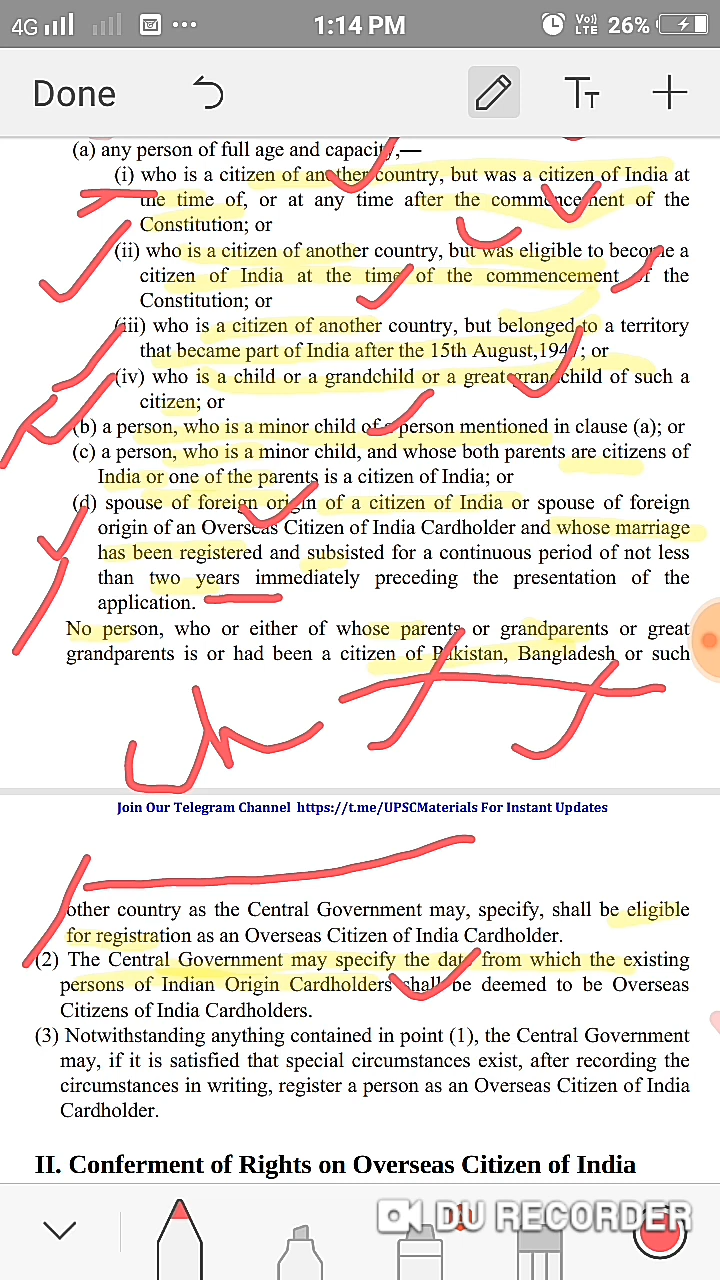 4G
1:14 PM
Vo)) LTE 26%
Done
TT
(a) any person of full age and capacity,—
(i) who is a citizen of another country, but was a citizen of India at
the time of, or at any time after the commencement of the
Constitution; or
(ii) who is a citizen of another country, but was eligible to become a
citizen of India at the time of the commencement of the
Constitution; or
(iii) who is a citizen of another country, but belonged to a territory
that became part of India after the 15th August,1947; or
(iv) who is a child or a grandchild or a great grandchild of such a
citizen; or
(b) a person, who is a minor child of a person mentioned in clause (a); or
(c) a person, who is a minor child, and whose both parents are citizens of
India or one of the parents is a citizen of India; or
(d) spouse of foreign origin of a citizen of India or spouse of foreign
origin of an Overseas Citizen of India Cardholder and whose marriage
has been registered and subsisted for a continuous period of not less
than two years immediately preceding the presentation of the
application.
No person, who or either of whose parents or grandparents or great
grandparents is or had been a citizen of Pakistan, Bangladesh or such
Join Our Telegram Channel https://t.me/UPSCMaterials For Instant Updates
other country as the Central Government may, specify, shall be eligible
for registration as an Overseas Citizen of India Cardholder.
(2) The Central Government may specify the date from which the existing
persons of Indian Origin Cardholders shall be deemed to be Overseas
Citizens of India Cardholders.
(3) Notwithstanding anything contained in point (1), the Central Government
may, if it is satisfied that special circumstances exist, after recording the
circumstances in writing, register a person as an Overseas Citizen of India
Cardholder.
II. Conferment of Rights on Overseas Citizen of India
DU RECORDER